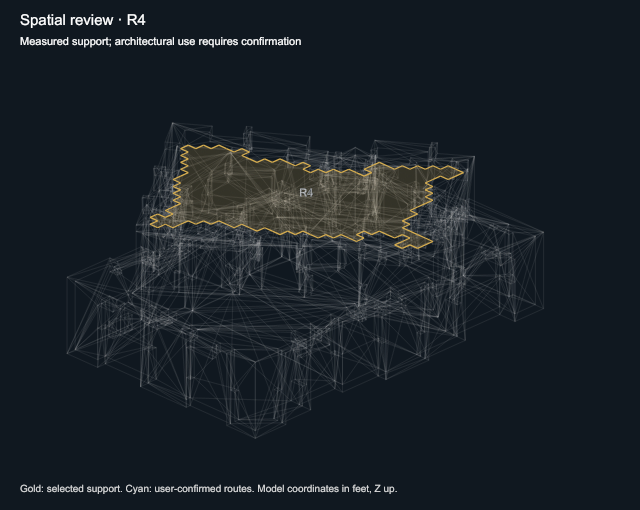 Spatial review · R4
Measured support; architectural use requires confirmation
R4
Gold: selected support. Cyan: user-confirmed routes. Model coordinates in feet, Z up.